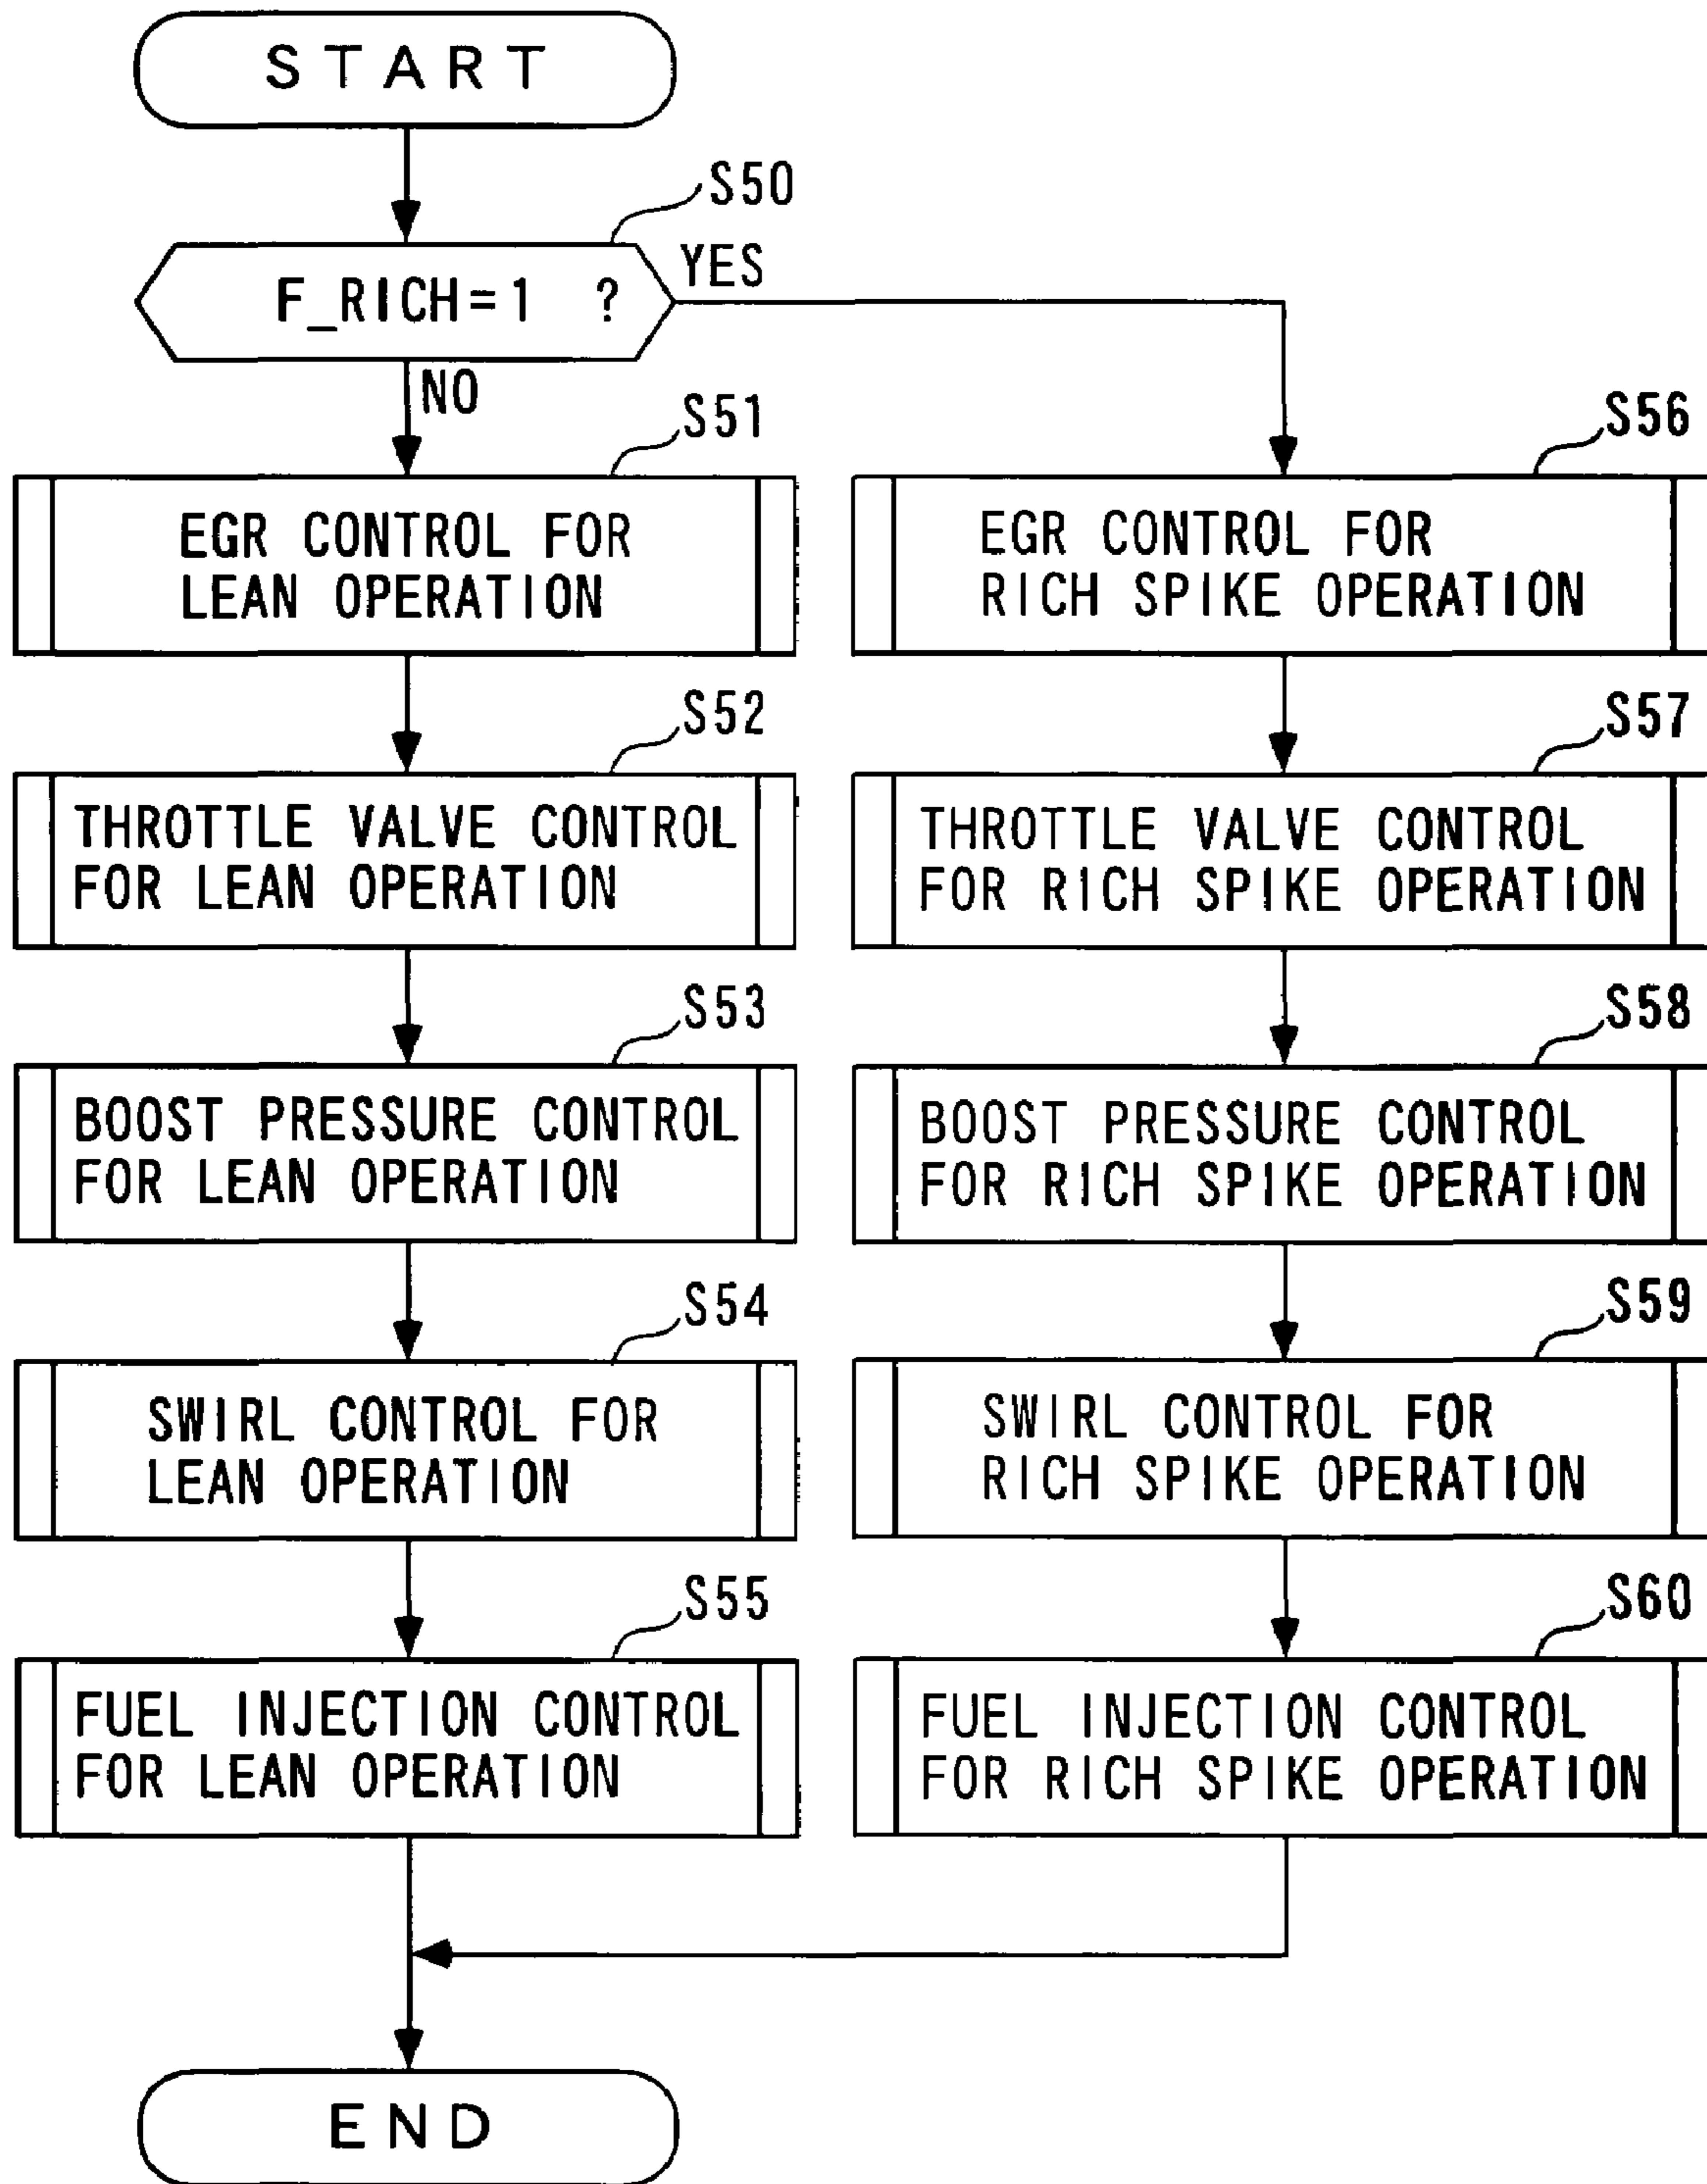 START
S50
F_RICH=1 ?
YES
NO
S51
EGR CONTROL FOR
LEAN OPERATION
S52
THROTTLE VALVE CONTROL
FOR LEAN OPERATION
S53
BOOST PRESSURE CONTROL
FOR LEAN OPERATION
S54
SWIRL CONTROL FOR
LEAN OPERATION
S55
FUEL INJECTION CONTROL
FOR LEAN OPERATION
S56
EGR CONTROL FOR
RICH SPIKE OPERATION
S57
THROTTLE VALVE CONTROL
FOR RICH SPIKE OPERATION
S58
BOOST PRESSURE CONTROL
FOR RICH SPIKE OPERATION
S59
SWIRL CONTROL FOR
RICH SPIKE OPERATION
S60
FUEL INJECTION CONTROL
FOR RICH SPIKE OPERATION
END